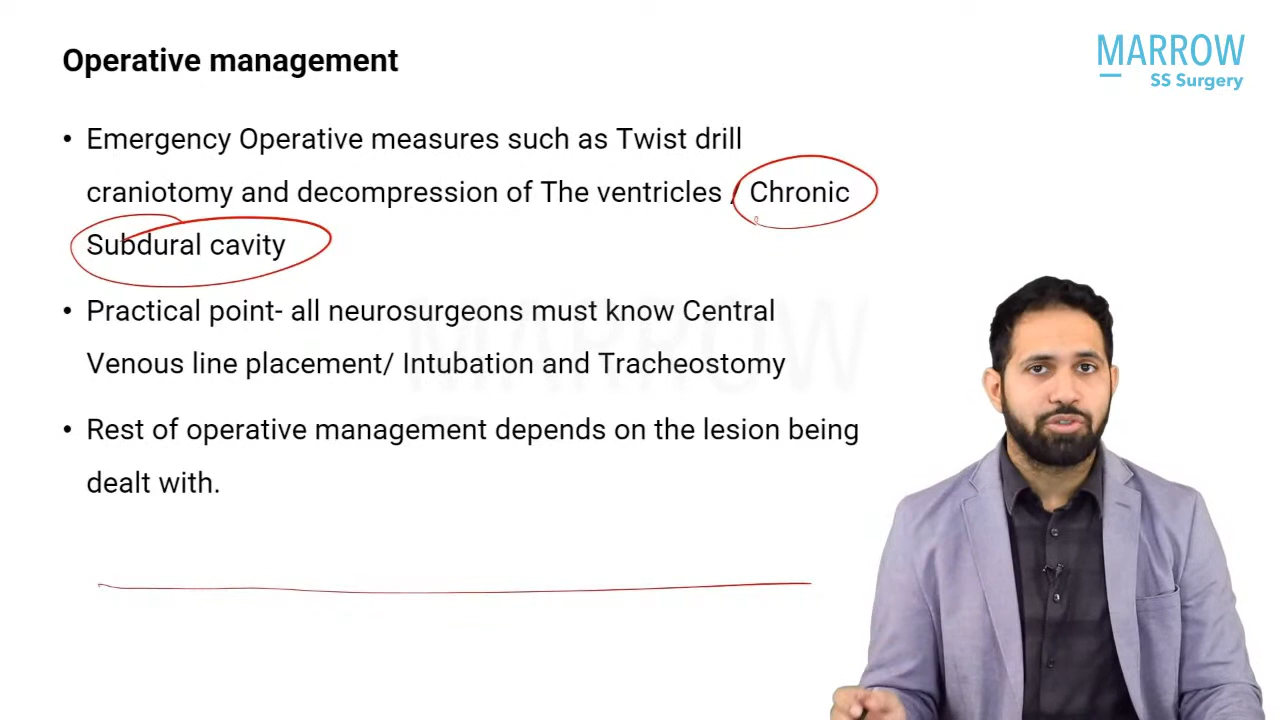 Operative management
MARROW
SS Surgery
• Emergency Operative measures such as Twist drill
craniotomy and decompression of The ventricles / Chronic
Subdural cavity
• Practical point- all neurosurgeons must know Central
Venous line placement/ Intubation and Tracheostomy
• Rest of operative management depends on the lesion being
dealt with.
MARROW